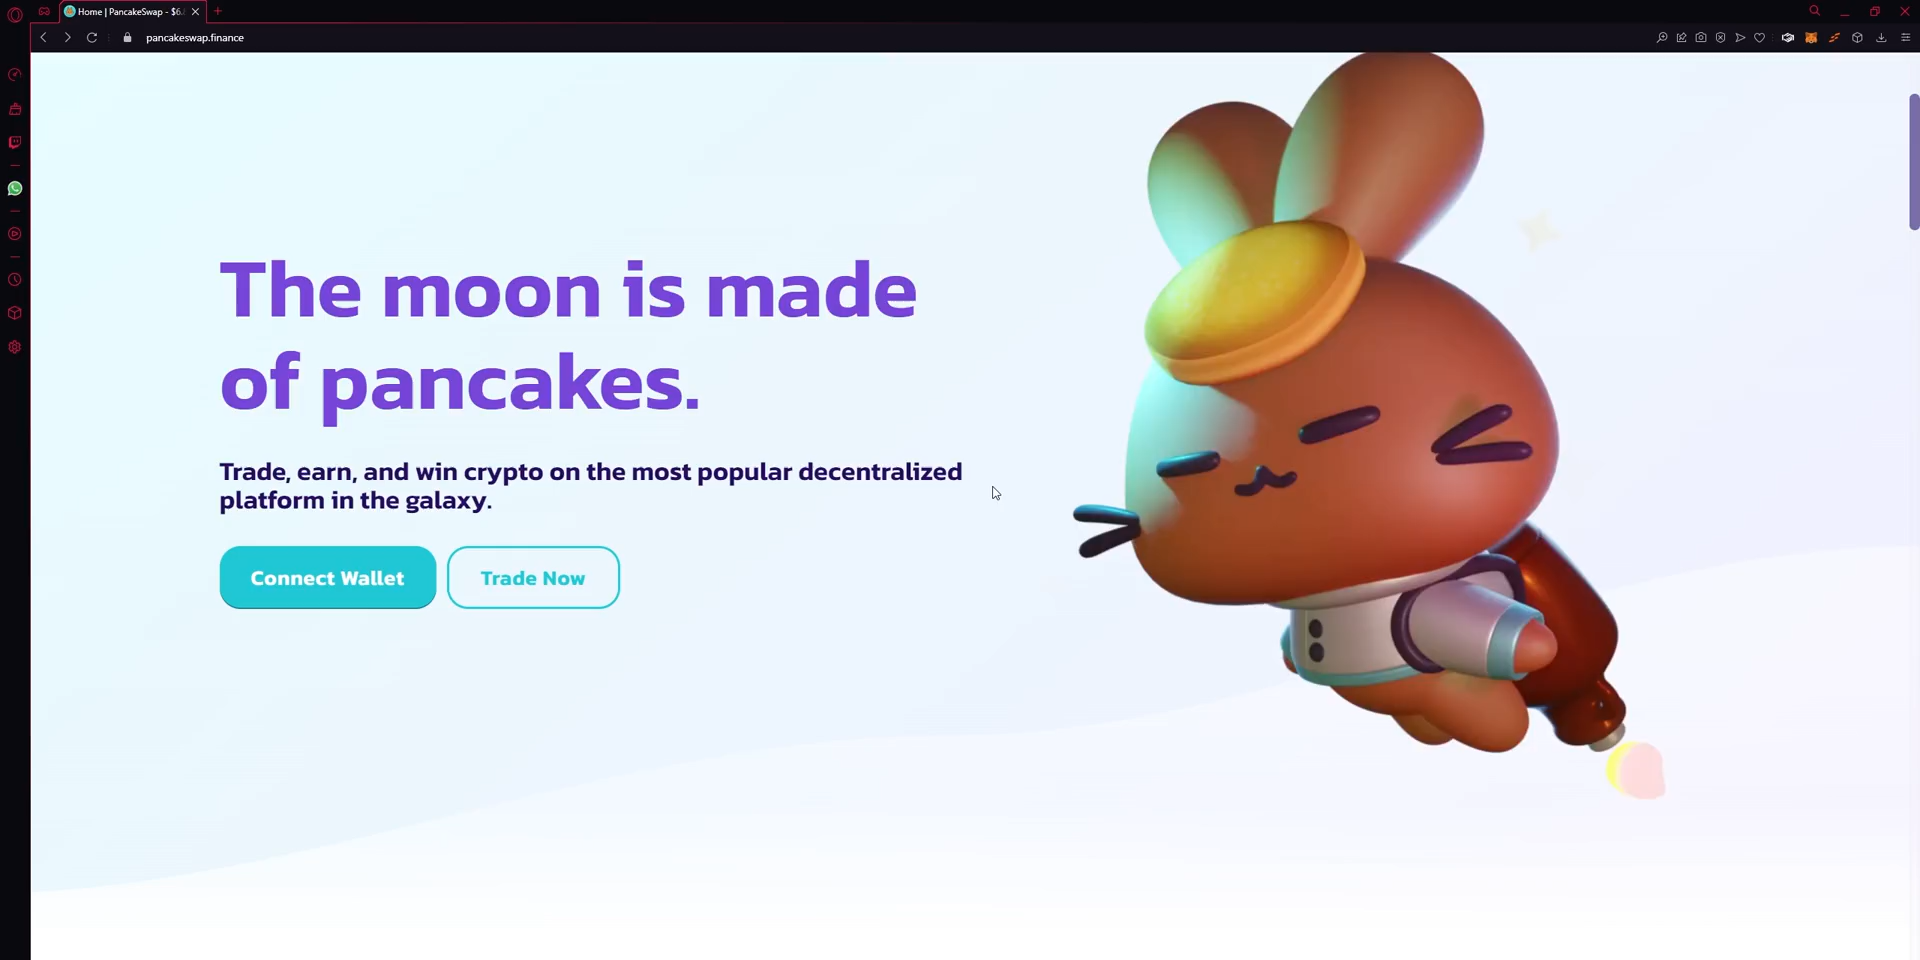 Home | PancakeSwap - $6.
pancakeswap.finance
The moon is made
of pancakes.
Trade, earn, and win crypto on the most popular decentralized
platform in the galaxy.
Connect Wallet
Trade Now